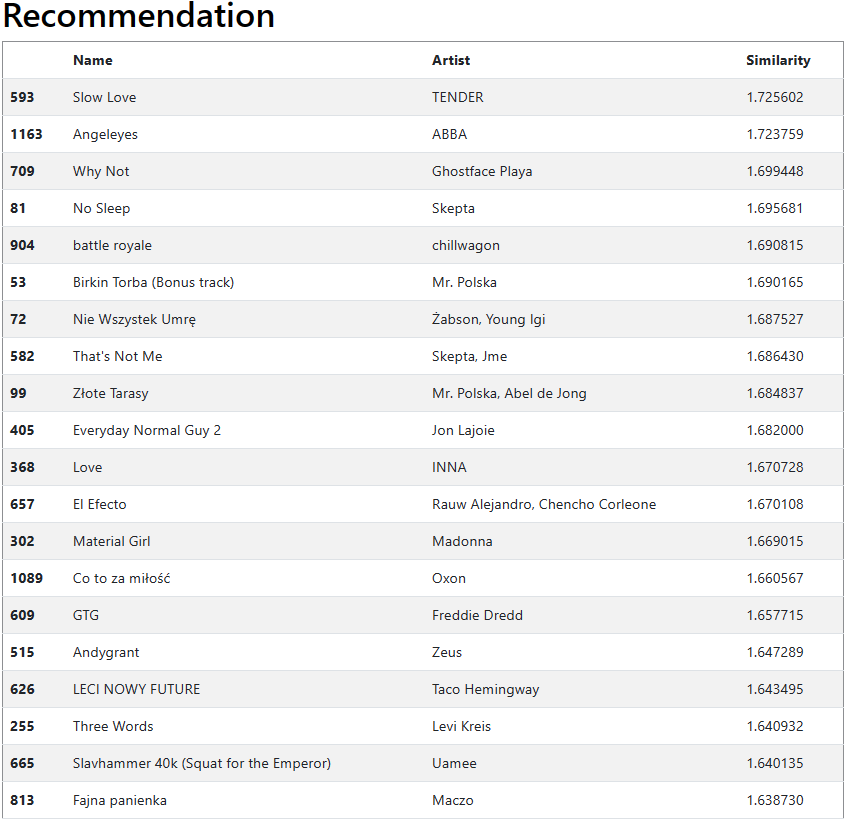 Recommendation
Name Artist Similarity
593 Slow Love TENDER 1.725602
1163 Angeleyes ABBA 1.723759
709 Why Not Ghostface Playa 1.699448
81 No Sleep Skepta 1.695681
904 battle royale chillwagon 1.690815
53 Birkin Torba (Bonus track) Mr. Polska 1.690165
72 Nie Wszystek Umrę Żabson, Young Igi 1.687527
582 That's Not Me Skepta, Jme 1.686430
99 Złote Tarasy Mr. Polska, Abel de Jong 1.684837
405 Everyday Normal Guy 2 Jon Lajoie 1.682000
368 Love INNA 1.670728
657 El Efecto Rauw Alejandro, Chencho Corleone 1.670108
302 Material Girl Madonna 1.669015
1089 Co to za miłość Oxon 1.660567
609 GTG Freddie Dredd 1.657715
515 Andygrant Zeus 1.647289
626 LECI NOWY FUTURE Taco Hemingway 1.643495
255 Three Words Levi Kreis 1.640932
665 Slavhammer 40k (Squat for the Emperor) Uamee 1.640135
813 Fajna panienka Maczo 1.638730